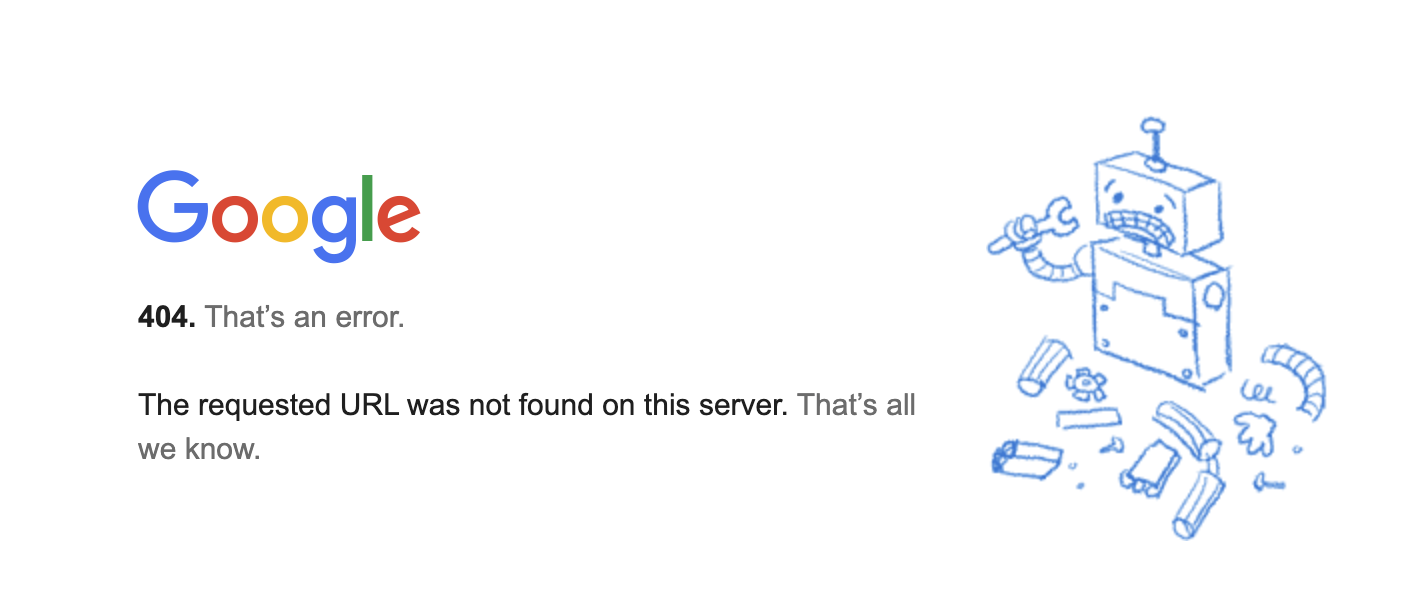 Google
404. That’s an error.
The requested URL was not found on this server. That’s all
we know.